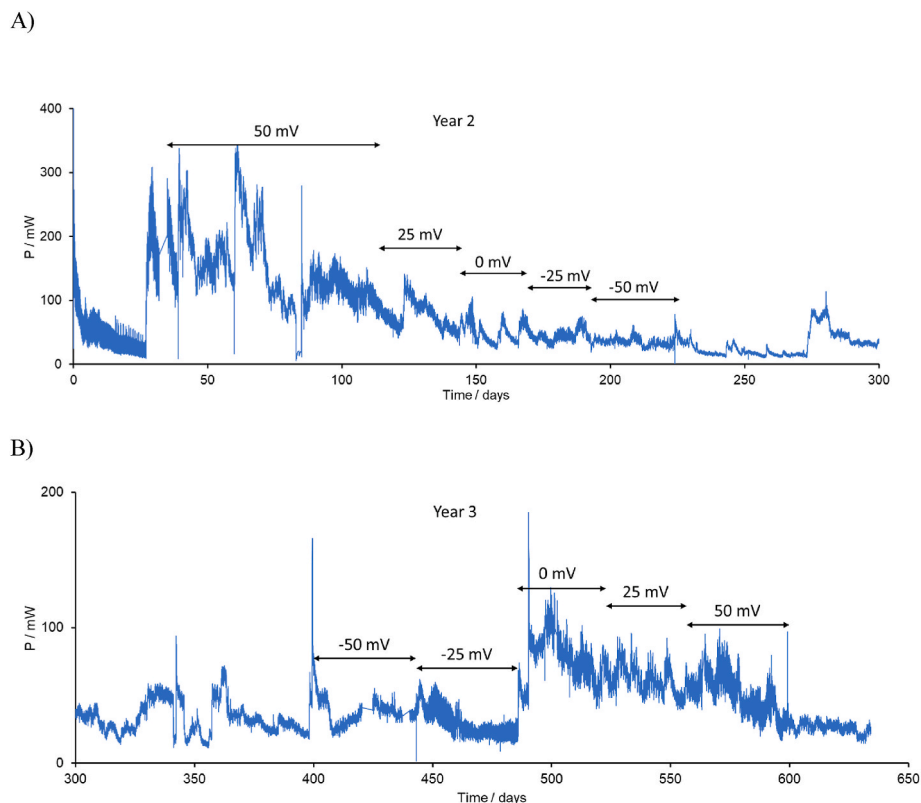 A)
400
Year 2
50 mV
300
25 mV
P / mW
200
0 mV
-25 mV
-50 mV
100
0
0 50 100 150 200 250 300
Time / days
B)
200
Year 3
0 mV
25 mV
50 mV
P / mW
100
-50 mV
-25 mV
0
300 350 400 450 500 550 600 650
Time / days